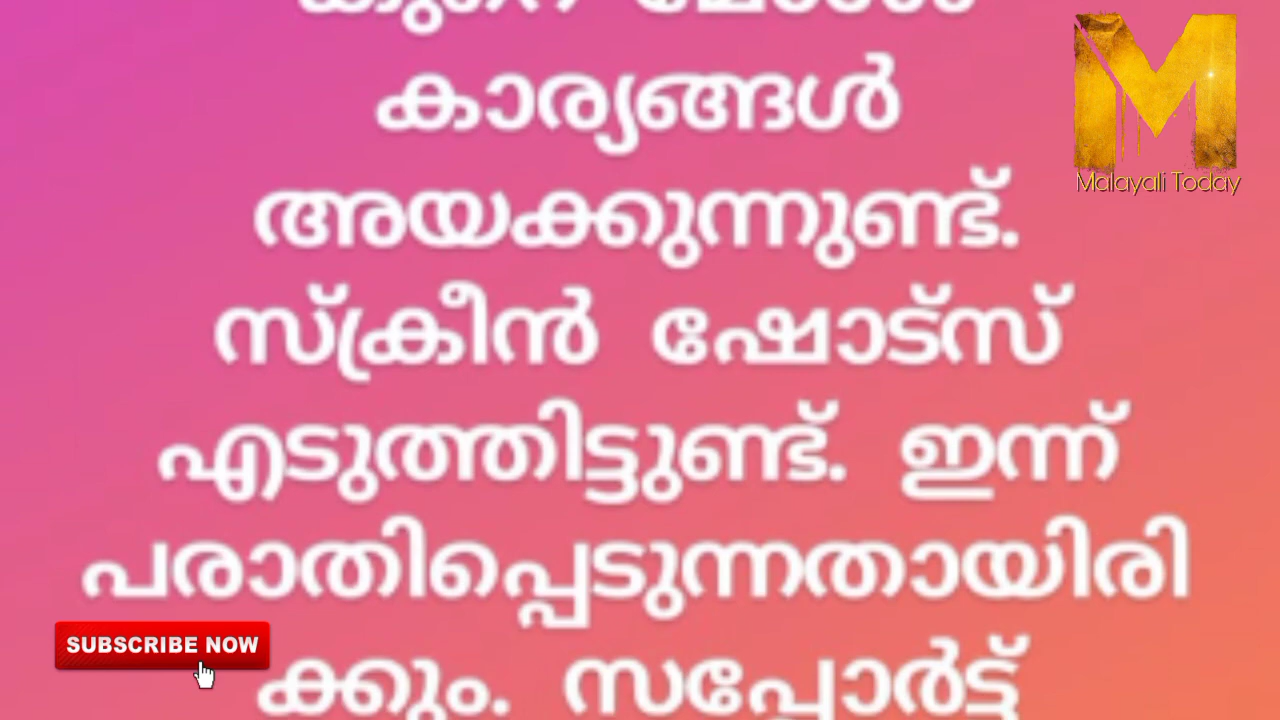 കാര്യങ്ങൾ
അയക്കുന്നുണ്ട്.
സ്ക്രീൻ ഷോട്സ്
എടുത്തിട്ടുണ്ട്. ഇന്ന്
പരാതിപ്പെടുന്നതായിരി
ക്കും. സപ്പോർട്ട്
Malayali Today
SUBSCRIBE NOW